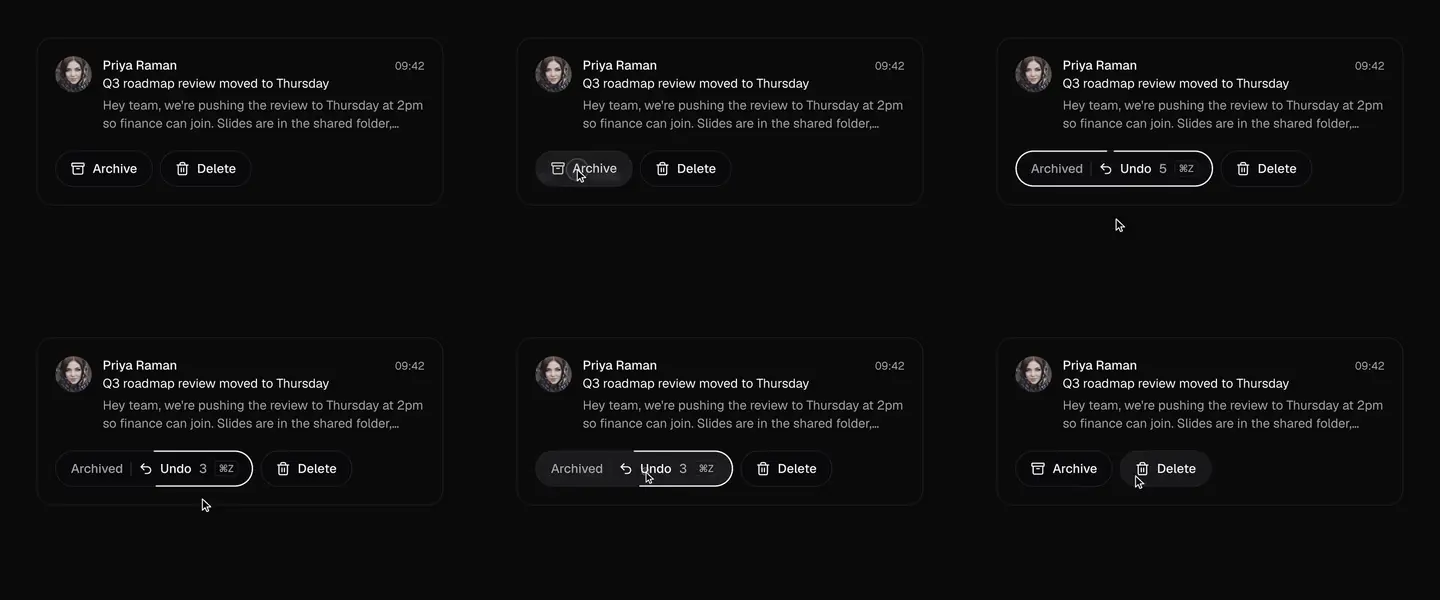 Priya Raman 09:42
Q3 roadmap review moved to Thursday
Hey team, we're pushing the review to Thursday at 2pm
so finance can join. Slides are in the shared folder,...
Archive Delete
Priya Raman 09:42
Q3 roadmap review moved to Thursday
Hey team, we're pushing the review to Thursday at 2pm
so finance can join. Slides are in the shared folder,...
Archive Delete
Priya Raman 09:42
Q3 roadmap review moved to Thursday
Hey team, we're pushing the review to Thursday at 2pm
so finance can join. Slides are in the shared folder,...
Archived Undo 5 ⌘Z Delete
Priya Raman 09:42
Q3 roadmap review moved to Thursday
Hey team, we're pushing the review to Thursday at 2pm
so finance can join. Slides are in the shared folder,...
Archived Undo 3 ⌘Z Delete
Priya Raman 09:42
Q3 roadmap review moved to Thursday
Hey team, we're pushing the review to Thursday at 2pm
so finance can join. Slides are in the shared folder,...
Archived Undo 3 ⌘Z Delete
Priya Raman 09:42
Q3 roadmap review moved to Thursday
Hey team, we're pushing the review to Thursday at 2pm
so finance can join. Slides are in the shared folder,...
Archive Delete